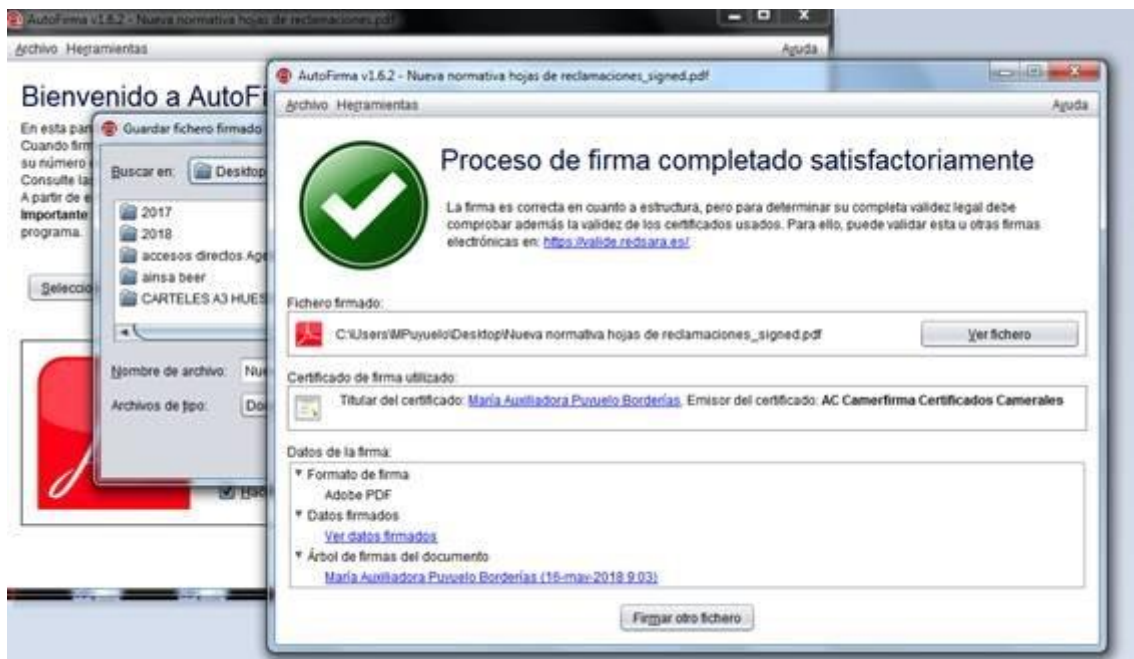 AutoFirma v1.6.2 - Nueva normativa hojas de reclamaciones.pdf
Archivo Herramientas
Aguda
Bienvenido a AutoFi
En esta pan
Cuando firm
su número
Consulte las
A partir de e
Importante
programa.
Seleccio
Guardar fichero firmado
Buscar en: Desktop
2017
2018
accesos directos Age
ainsa beer
CARTELES A3 HUES
Nombre de archivo: Nue
Archivos de tipo: Do
AutoFirma v1.6.2 - Nueva normativa hojas de reclamaciones_signed.pdf
Archivo Herramientas
Ayuda
Proceso de firma completado satisfactoriamente
La firma es correcta en cuanto a estructura, pero para determinar su completa validez legal debe
comprobar además la validez de los certificados usados. Para ello, puede validar esta u otras firmas
electrónicas en: https://valide.redsara.es/
Fichero firmado:
C:\Users\MPuyuelo\Desktop\Nueva normativa hojas de reclamaciones_signed.pdf
Ver fichero
Certificado de firma utilizado:
Titular del certificado: María Auxiliadora Puyuelo Borderías. Emisor del certificado: AC Camerfirma Certificados Camerales
Datos de la firma:
Formato de firma
Adobe PDF
Datos firmados
Ver datos firmados
Árbol de firmas del documento
María Auxiliadora Puyuelo Borderías (16-may-2018 9:03)
Firmar otro fichero